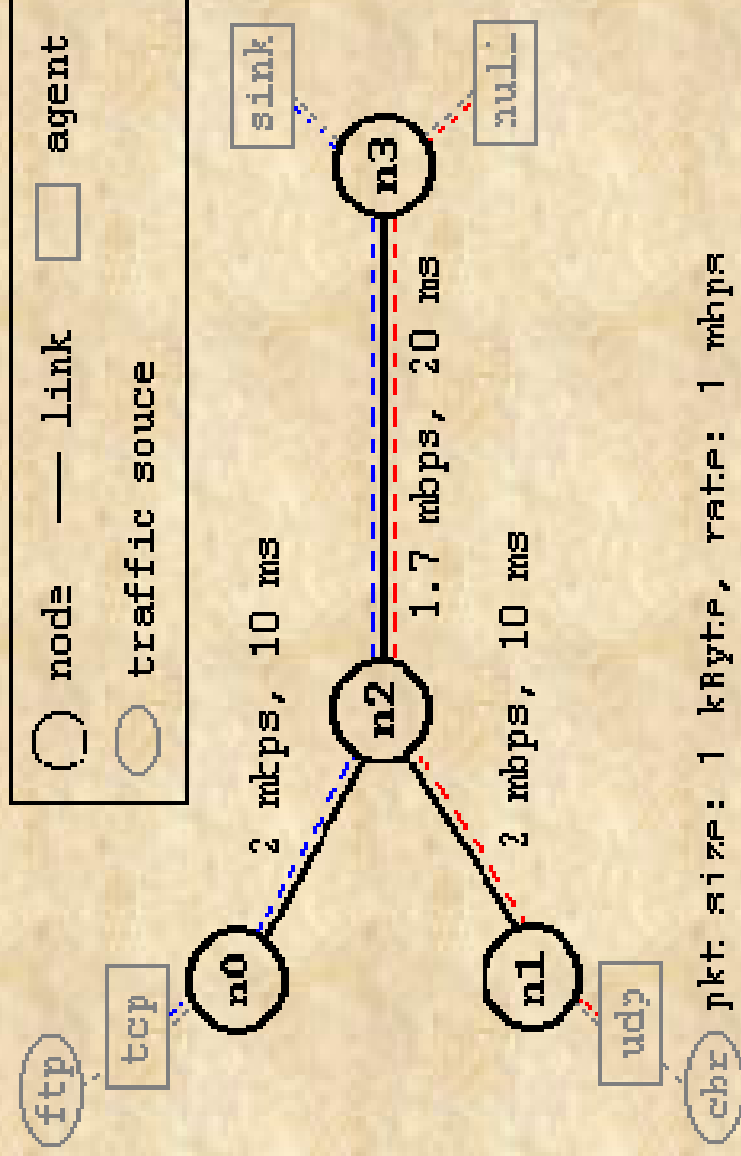 node link agent
traffic souce
ftp
tcp
sink
n0
2 mbps, 10 ms
n2
n3
1.7 mbps, 20 ms
null
2 mbps, 10 ms
n1
udp
cbr
pkt size: 1 kByte, rate: 1 mbps